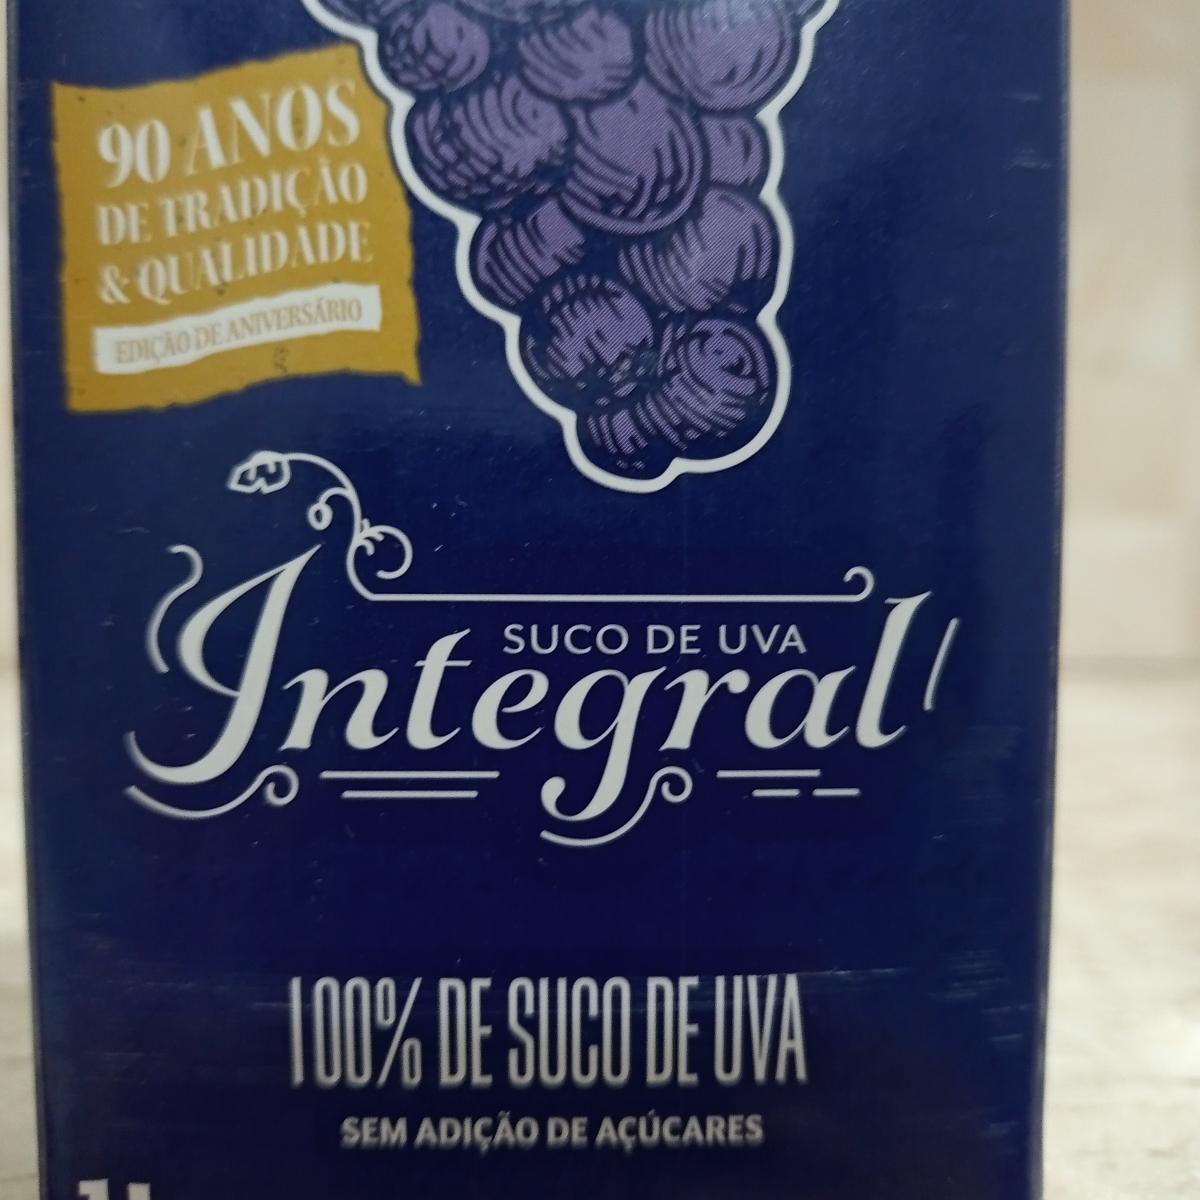 90 ANOS
DE TRADIÇÃO
& QUALIDADE
EDIÇÃO DE ANIVERSÁRIO
SUCO DE UVA
Integral
100% DE SUCO DE UVA
SEM ADIÇÃO DE AÇÚCARES